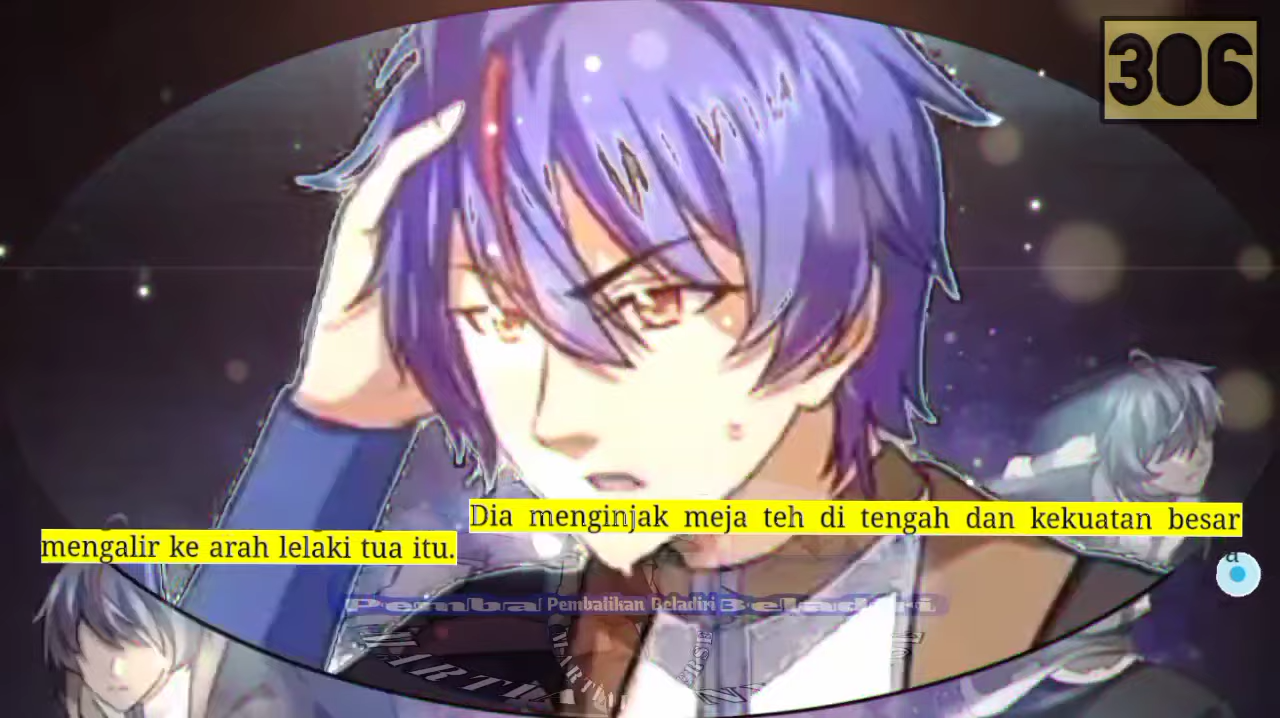 306
Dia menginjak meja teh di tengah dan kekuatan besar
mengalir ke arah lelaki tua itu.
a
Pembalikan Beladiri